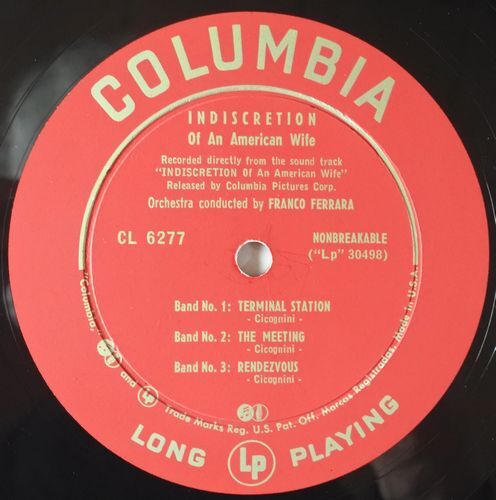 COLUMBIA
INDISCRETION
Of An American Wife
Recorded directly from the sound track
"INDISCRETION Of An American Wife"
Released by Columbia Pictures Corp.
Orchestra conducted by FRANCO FERRARA
CL 6277
NONBREAKABLE
("Lp" 30498)
Band No. 1: TERMINAL STATION
- Cicognini -
Band No. 2: THE MEETING
- Cicognini -
Band No. 3: RENDEZVOUS
- Cicognini -
"Columbia," and Lp Trade Marks Reg. U.S. Pat. Off. Marcas Registradas. Made in U.S.A.
LONG Lp PLAYING